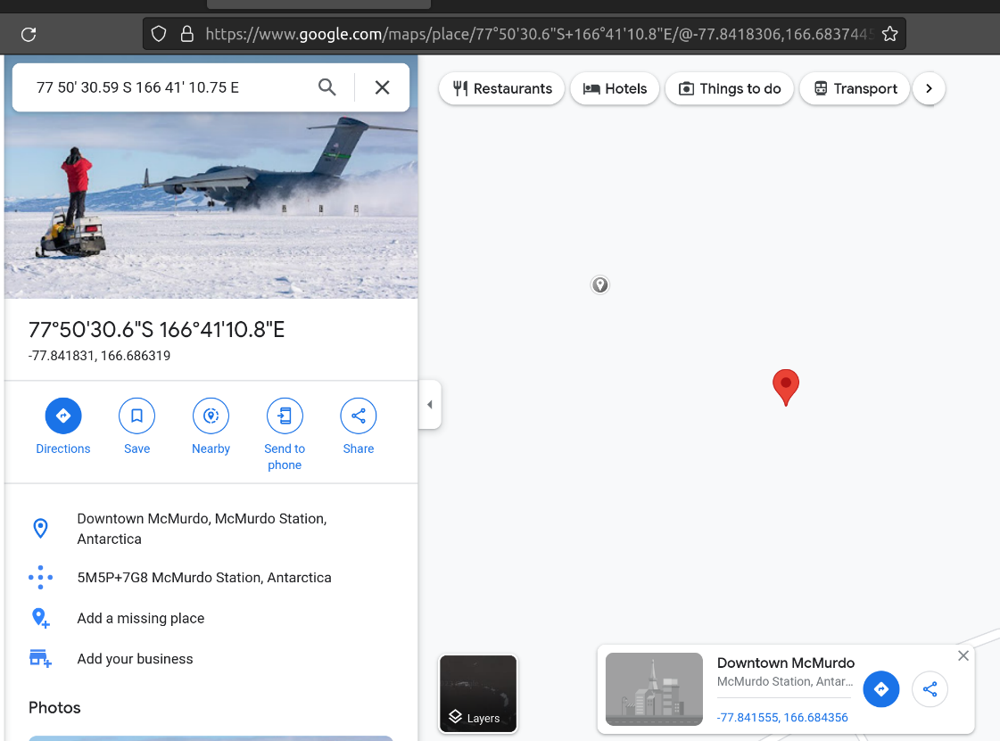 https://www.google.com/maps/place/77°50'30.6"S+166°41'10.8"E/@-77.8418306,166.6837445
77 50' 30.59 S 166 41' 10.75 E
Restaurants
Hotels
Things to do
Transport
77°50'30.6"S 166°41'10.8"E
-77.841831, 166.686319
Directions
Save
Nearby
Send to
phone
Share
Downtown McMurdo, McMurdo Station,
Antarctica
5M5P+7G8 McMurdo Station, Antarctica
Add a missing place
Add your business
Photos
Layers
Downtown McMurdo
McMurdo Station, Antar...
-77.841555, 166.684356